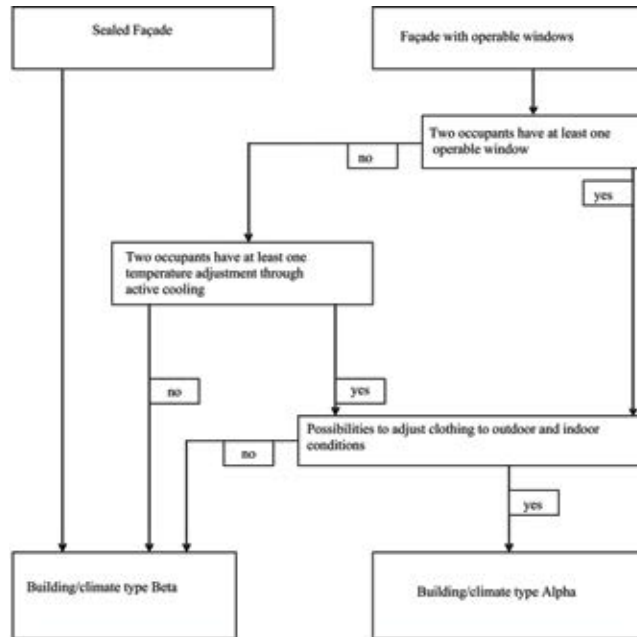 Sealed Façade
Façade with operable windows
Two occupants have at least one
operable window
no
yes
Two occupants have at least one
temperature adjustment through
active cooling
no
yes
Possibilities to adjust clothing to outdoor and indoor
conditions
no
yes
Building/climate type Beta
Building/climate type Alpha